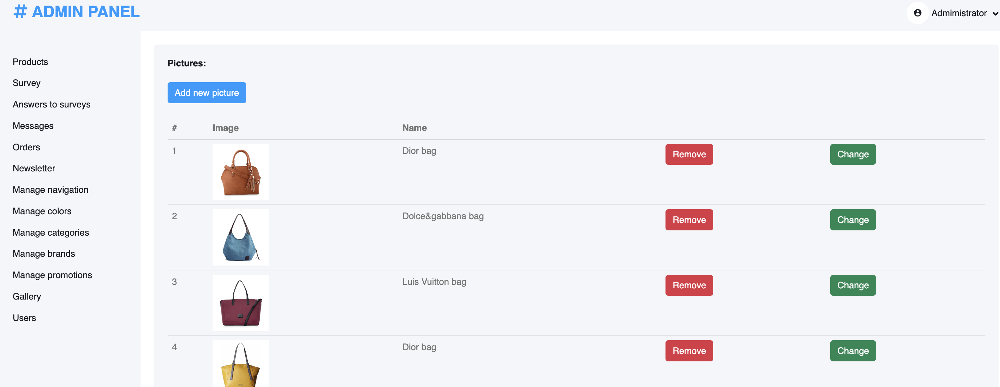 # ADMIN PANEL
Admimistrator
Products
Survey
Answers to surveys
Messages
Orders
Newsletter
Manage navigation
Manage colors
Manage categories
Manage brands
Manage promotions
Gallery
Users
Pictures:
Add new picture
# Image Name
1 Dior bag Remove Change
2 Dolce&gabbana bag Remove Change
3 Luis Vuitton bag Remove Change
4 Dior bag Remove Change